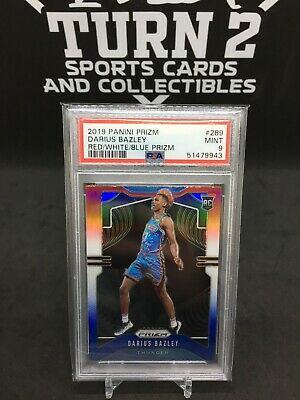 TURN 2
SPORTS CARDS
AND COLLECTIBLES
2019 PANINI PRIZM #289
DARIUS BAZLEY MINT
RED/WHITE/BLUE PRIZM 9
PSA 51479943
RC
PRIZM
DARIUS BAZLEY
THUNDER